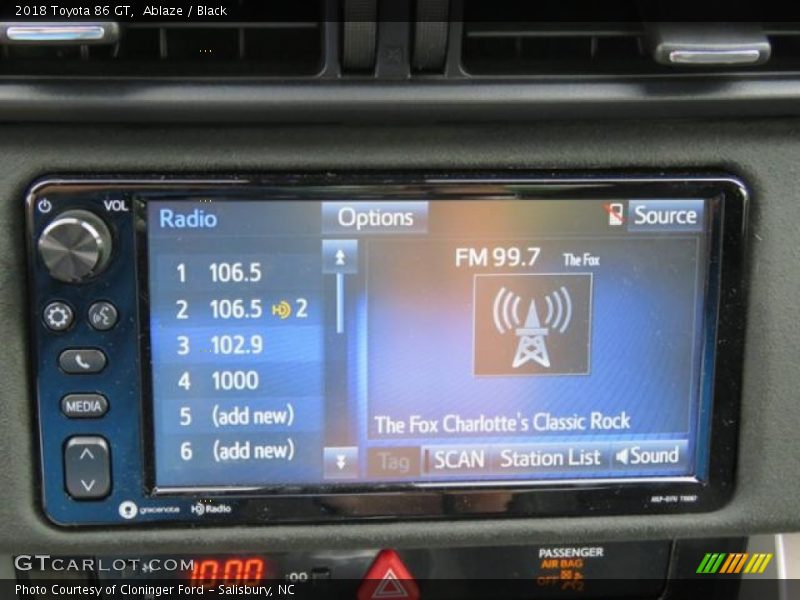 2018 Toyota 86 GT, Ablaze / Black
VOL
Radio
Options
Source
FM 99.7 The Fox
1 106.5
2 106.5 HD 2
3 102.9
4 1000
5 (add new)
6 (add new)
MEDIA
The Fox Charlotte's Classic Rock
Tag
SCAN
Station List
Sound
gracenote
HD Radio
PASSENGER
AIR BAG
OFF
10:00
:00
GTCARLOT.COM
Photo Courtesy of Cloninger Ford - Salisbury, NC